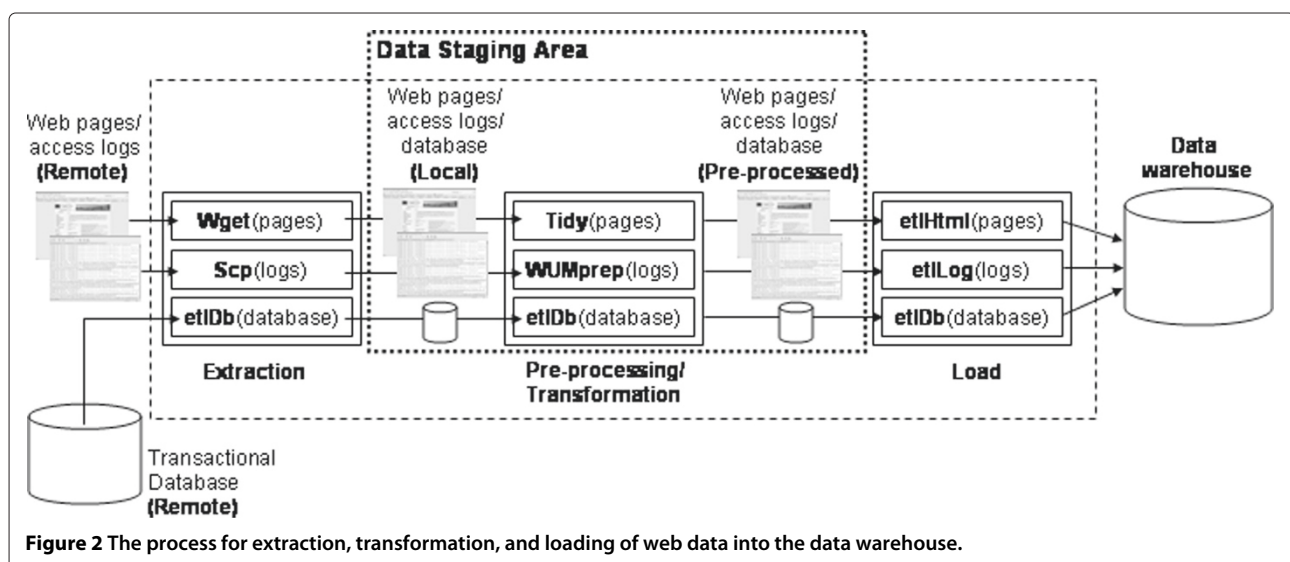 Data Staging Area
Web pages/
access logs
(Remote)
Web pages/
access logs/
database
(Local)
Web pages/
access logs/
database
(Pre-processed)
Data
warehouse
Wget(pages)
Scp(logs)
etlDb(database)
Extraction
Tidy(pages)
WUMprep(logs)
etlDb(database)
Pre-processing/
Transformation
etlHtml(pages)
etlLog(logs)
etlDb(database)
Load
Transactional
Database
(Remote)
Figure 2 The process for extraction, transformation, and loading of web data into the data warehouse.